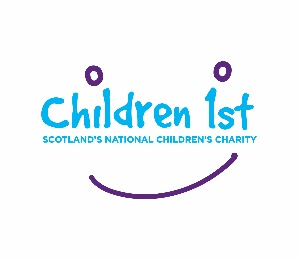 Children 1st
SCOTLAND'S NATIONAL CHILDREN'S CHARITY